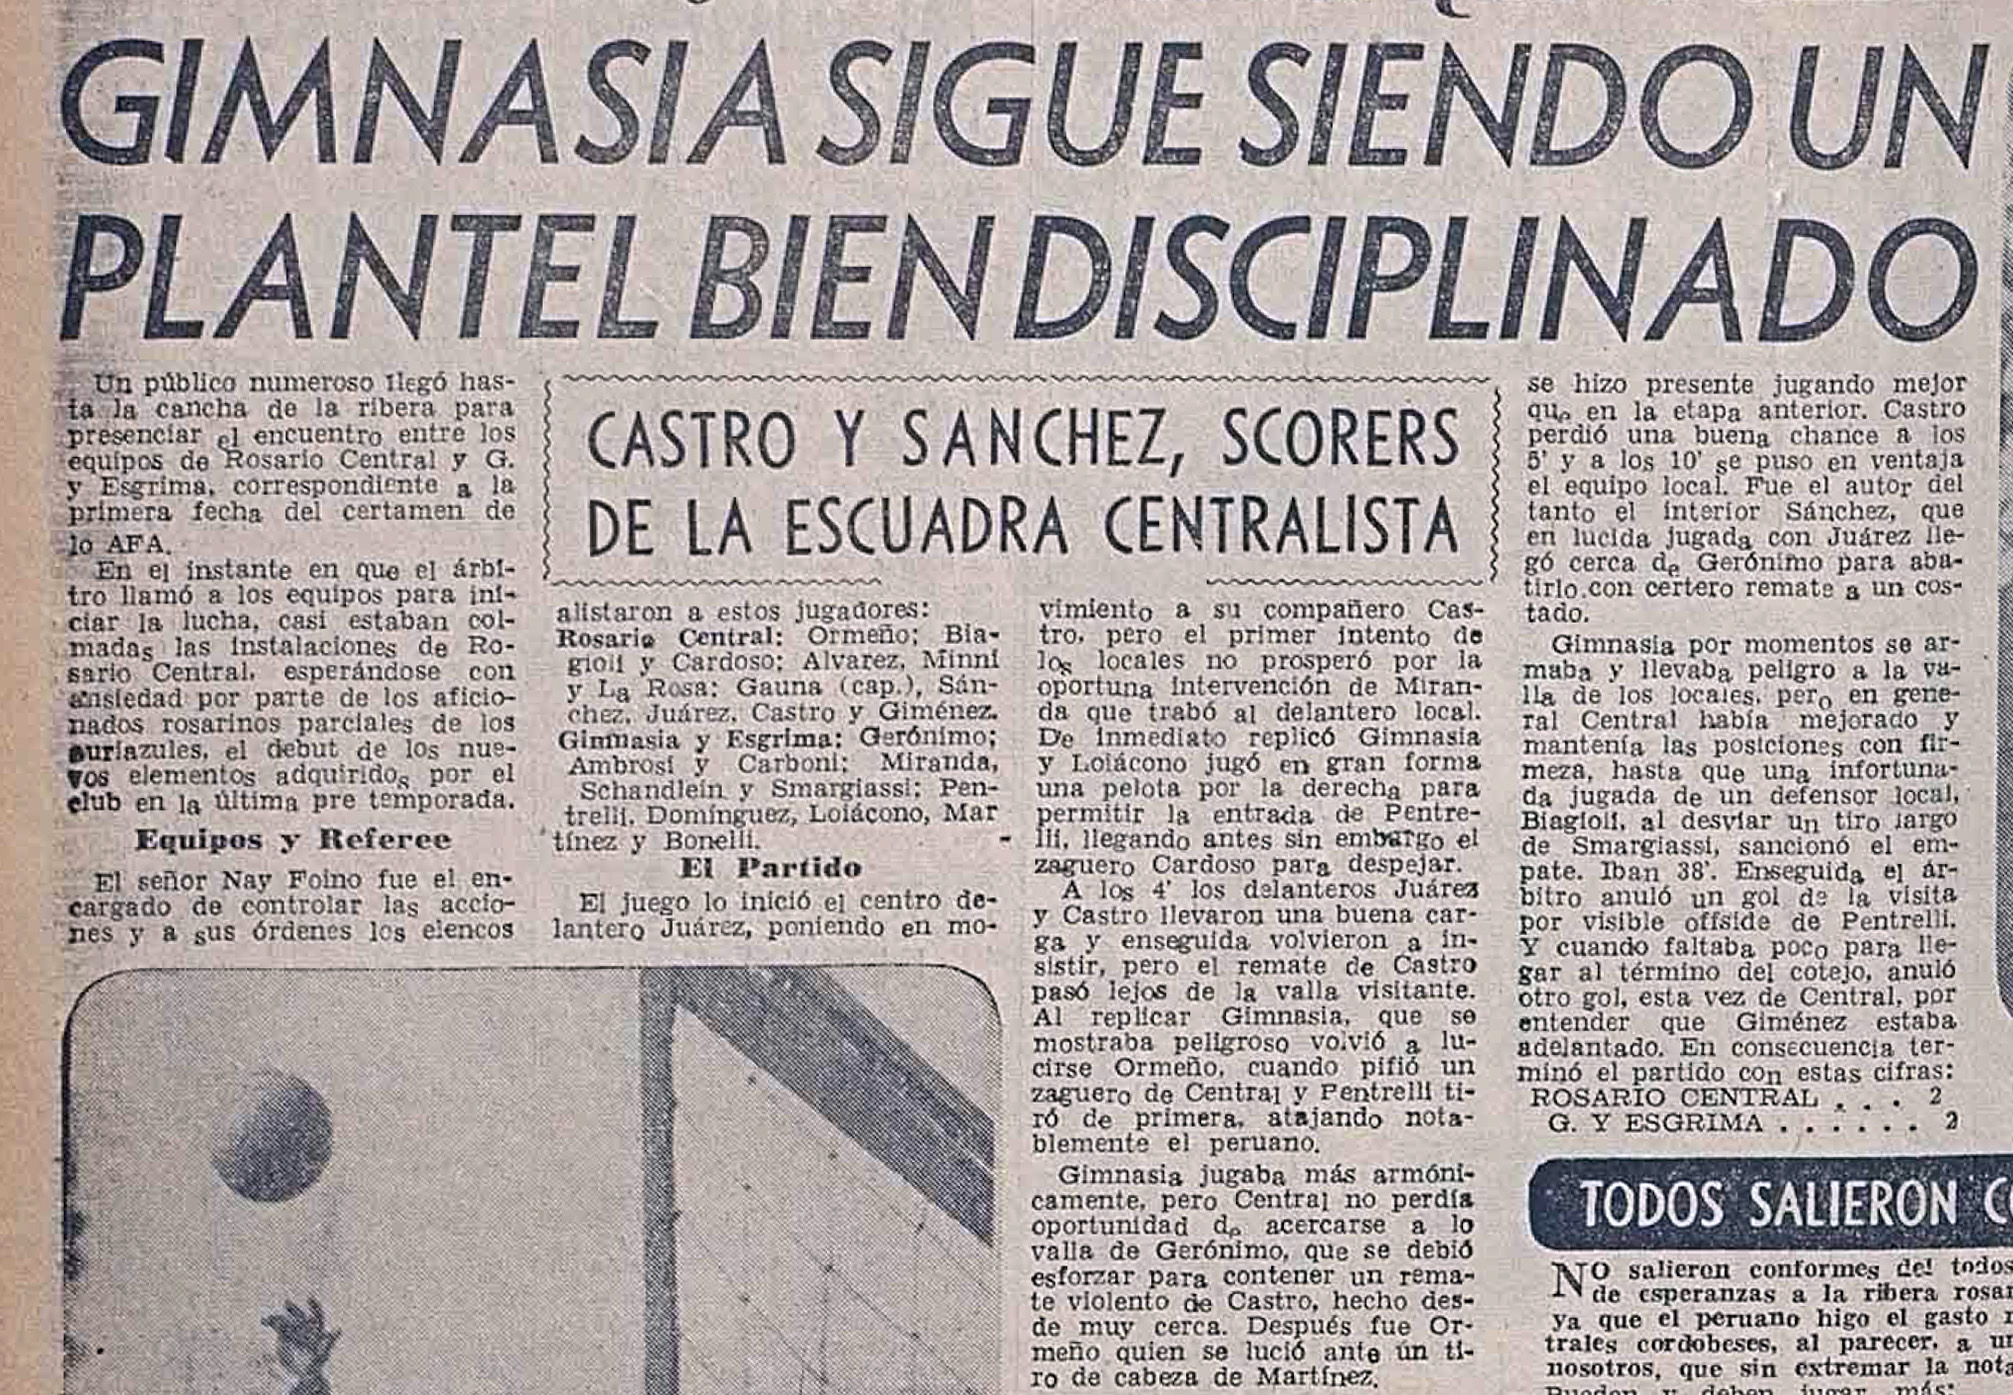 GIMNASIA SIGUE SIENDO UN
PLANTEL BIEN DISCIPLINADO
Un público numeroso llegó has-
ta la cancha de la ribera para
presenciar el encuentro entre los
equipos de Rosario Central y G.
y Esgrima, correspondiente a la
primera fecha del certamen de
lo AFA.
En el instante en que el árbi-
tro llamó a los equipos para ini-
ciar la lucha, casi estaban col-
madas las instalaciones de Ro-
sario Central, esperándose con
ansiedad por parte de los aficio-
nados rosarinos parciales de los
auriazules, el debut de los nue-
vos elementos adquiridos por el
club en la última pre temporada.
Equipos y Referee
El señor Nay Foino fue el en-
cargado de controlar las accio-
nes y a sus órdenes los elencos
CASTRO Y SANCHEZ, SCORERS
DE LA ESCUADRA CENTRALISTA
alistaron a estos jugadores:
Rosario Central: Ormeño; Bia-
gioli y Cardoso; Alvarez, Minni
y La Rosa; Gauna (cap.), Sán-
chez, Juárez, Castro y Giménez.
Gimnasia y Esgrima: Gerónimo;
Ambrosi y Carboni; Miranda,
Schandlein y Smargiassi; Pen-
trelli, Domínguez, Loiácono, Mar
tínez y Bonelli. -
El Partido
El juego lo inició el centro de-
lantero Juárez, poniendo en mo-
vimiento a su compañero Cas-
tro, pero el primer intento de
los locales no prosperó por la
oportuna intervención de Miran-
da que trabó al delantero local.
De inmediato replicó Gimnasia
y Loiácono jugó en gran forma
una pelota por la derecha para
permitir la entrada de Pentre-
lli, llegando antes sin embargo el
zaguero Cardoso para despejar.
A los 4' los delanteros Juárez
y Castro llevaron una buena car-
ga y enseguida volvieron a in-
sistir, pero el remate de Castro
pasó lejos de la valla visitante.
Al replicar Gimnasia, que se
mostraba peligroso volvió a lu-
cirse Ormeño, cuando pifió un
zaguero de Central y Pentrelli ti-
ró de primera, atajando nota-
blemente el peruano.
Gimnasia jugaba más armóni-
camente, pero Central no perdía
oportunidad de acercarse a lo
valla de Gerónimo, que se debió
esforzar para contener un rema-
te violento de Castro, hecho des-
de muy cerca. Después fue Or-
meño quien se lució ante un ti-
ro de cabeza de Martínez.
se hizo presente jugando mejor
que en la etapa anterior. Castro
perdió una buena chance a los
5' y a los 10' se puso en ventaja
el equipo local. Fue el autor del
tanto el interior Sánchez, que
en lucida jugada con Juárez lle-
gó cerca de Gerónimo para aba-
tirlo con certero remate a un cos-
tado.
Gimnasia por momentos se ar-
maba y llevaba peligro a la va-
lla de los locales, pero en gene-
ral Central había mejorado y
mantenía las posiciones con fir-
meza, hasta que una infortuna-
da jugada de un defensor local,
Biagioli, al desviar un tiro largo
de Smargiassi, sancionó el em-
pate. Iban 38'. Enseguida el ár-
bitro anuló un gol de la visita
por visible offside de Pentrelli.
Y cuando faltaba poco para lle-
gar al término del cotejo, anuló
otro gol, esta vez de Central, por
entender que Giménez estaba
adelantado. En consecuencia ter-
minó el partido con estas cifras:
ROSARIO CENTRAL . . . 2
G. Y ESGRIMA . . . . . . 2
TODOS SALIERON
NO salieron conformes del todos
de esperanzas a la ribera
ya que el peruano higo el gasto
trales cordobeses, al parecer, a
nosotros, que sin extremar la
Pueden y deben jugar más: